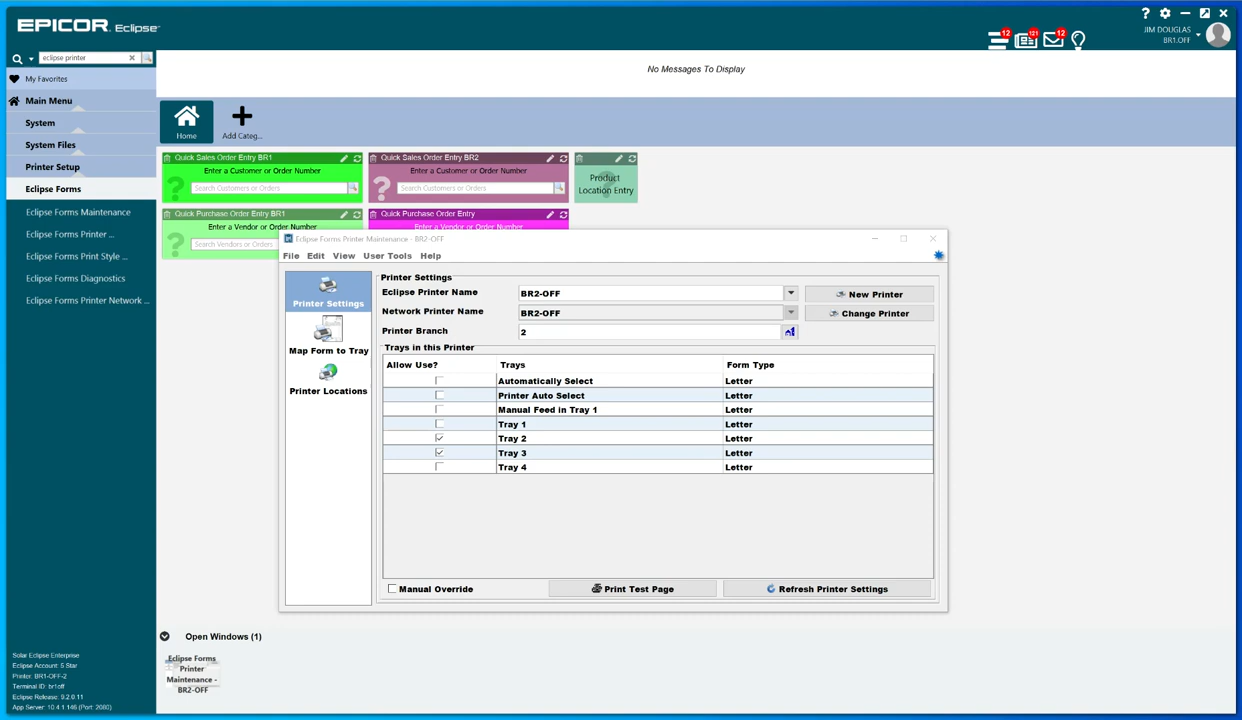 EPICOR Eclipse
12
121
12
JIM DOUGLAS
BR1.OFF
eclipse printer
No Messages To Display
My Favorites
Main Menu
System
System Files
Printer Setup
Eclipse Forms
Eclipse Forms Maintenance
Eclipse Forms Printer ...
Eclipse Forms Print Style ...
Eclipse Forms Diagnostics
Eclipse Forms Printer Network ...
Home
Add Categ...
Quick Sales Order Entry BR1
Enter a Customer or Order Number
Search Customers or Orders
Quick Sales Order Entry BR2
Enter a Customer or Order Number
Search Customers or Orders
Product
Location Entry
Quick Purchase Order Entry BR1
Enter a Vendor or Order Number
Search Vendors or Orders
Quick Purchase Order Entry
Enter a Vendor or Order Number
Eclipse Forms Printer Maintenance - BR2-OFF
File Edit View User Tools Help
Printer Settings
Map Form to Tray
Printer Locations
Printer Settings
Eclipse Printer Name BR2-OFF New Printer
Network Printer Name BR2-OFF Change Printer
Printer Branch 2
Trays in this Printer
Allow Use? Trays Form Type
Automatically Select Letter
Printer Auto Select Letter
Manual Feed in Tray 1 Letter
Tray 1 Letter
Tray 2 Letter
Tray 3 Letter
Tray 4 Letter
Manual Override Print Test Page Refresh Printer Settings
Open Windows (1)
Eclipse Forms
Printer
Maintenance -
BR2-OFF
Solar Eclipse Enterprise
Eclipse Account: 5 Star
Printer: BR1-OFF-2
Terminal ID: br1off
Eclipse Release: 9.2.0.11
App Server: 10.4.1.146 (Port: 2080)